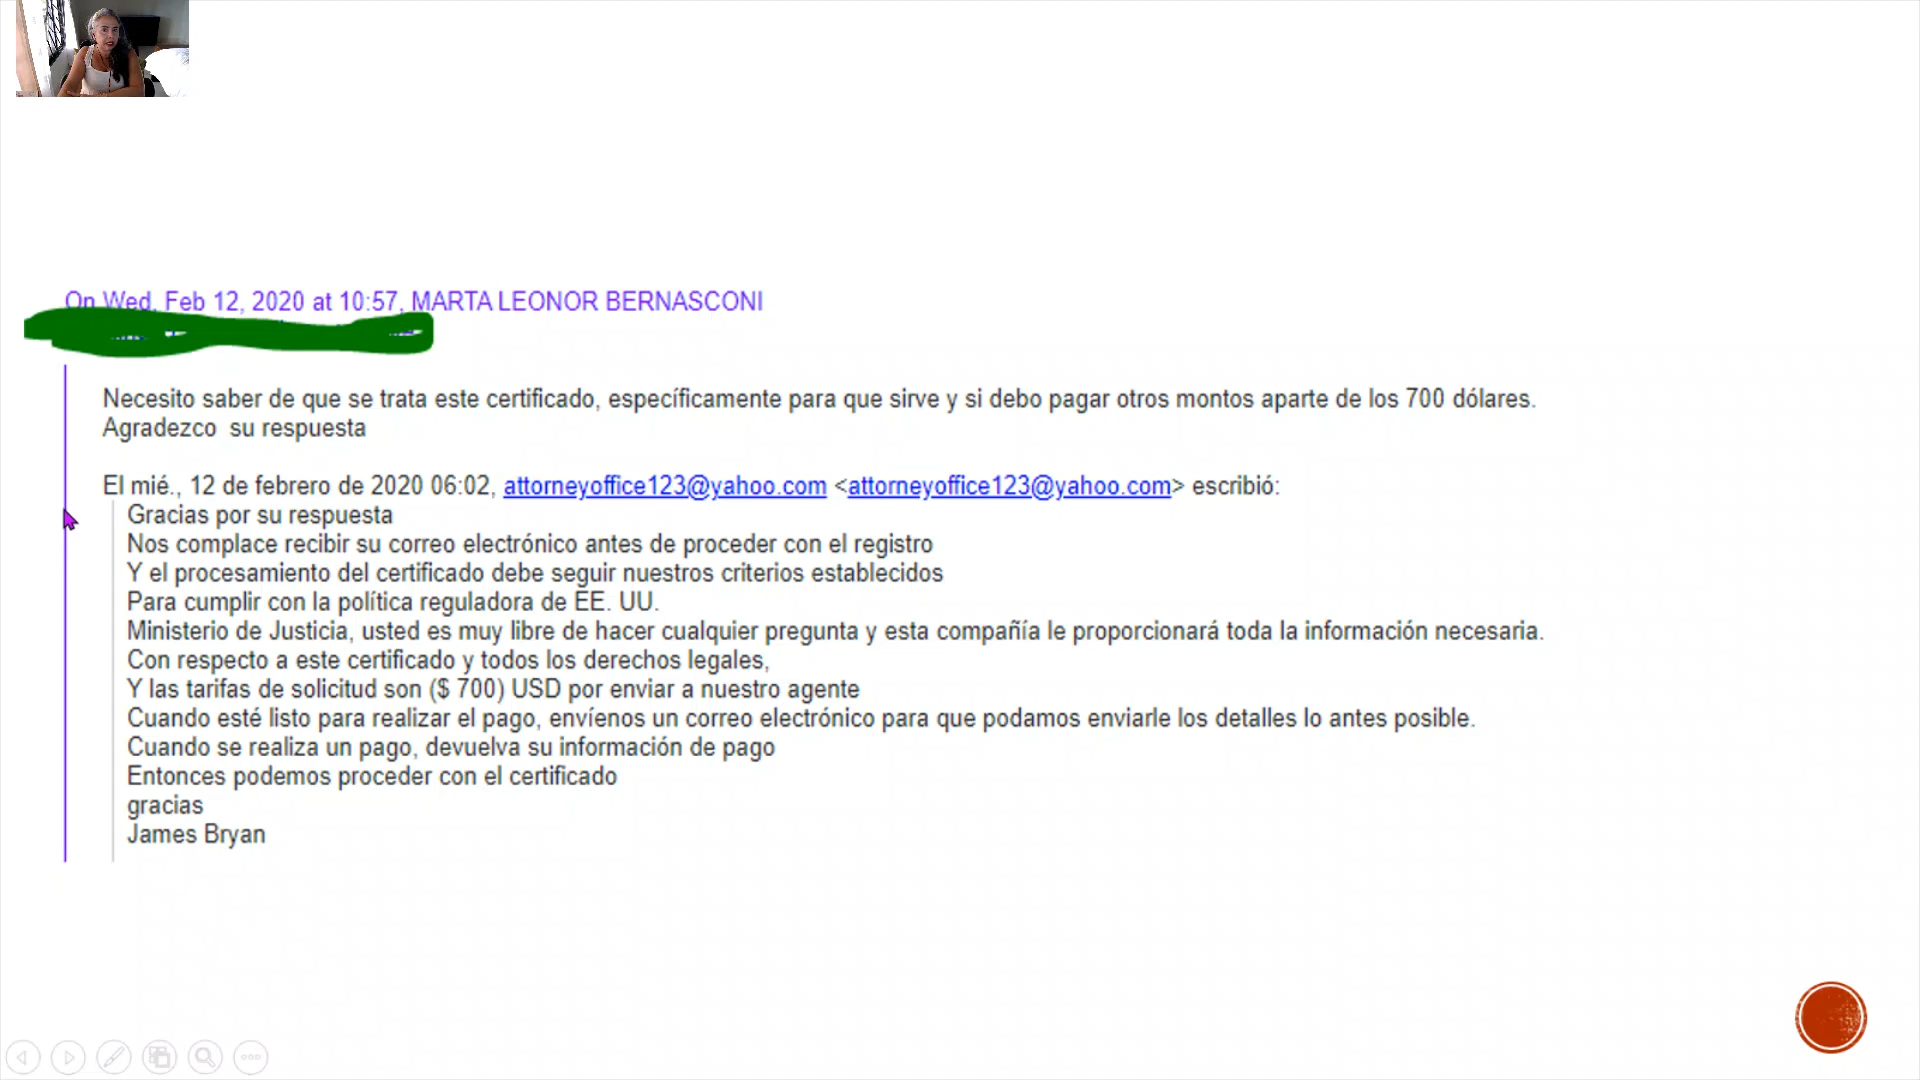 On Wed, Feb 12, 2020 at 10:57, MARTA LEONOR BERNASCONI
Necesito saber de que se trata este certificado, específicamente para que sirve y si debo pagar otros montos aparte de los 700 dólares.
Agradezco  su respuesta
El mié., 12 de febrero de 2020 06:02, attorneyoffice123@yahoo.com <attorneyoffice123@yahoo.com> escribió:
Gracias por su respuesta
Nos complace recibir su correo electrónico antes de proceder con el registro
Y el procesamiento del certificado debe seguir nuestros criterios establecidos
Para cumplir con la política reguladora de EE. UU.
Ministerio de Justicia, usted es muy libre de hacer cualquier pregunta y esta compañía le proporcionará toda la información necesaria.
Con respecto a este certificado y todos los derechos legales,
Y las tarifas de solicitud son ($ 700) USD por enviar a nuestro agente
Cuando esté listo para realizar el pago, envíenos un correo electrónico para que podamos enviarle los detalles lo antes posible.
Cuando se realiza un pago, devuelva su información de pago
Entonces podemos proceder con el certificado
gracias
James Bryan